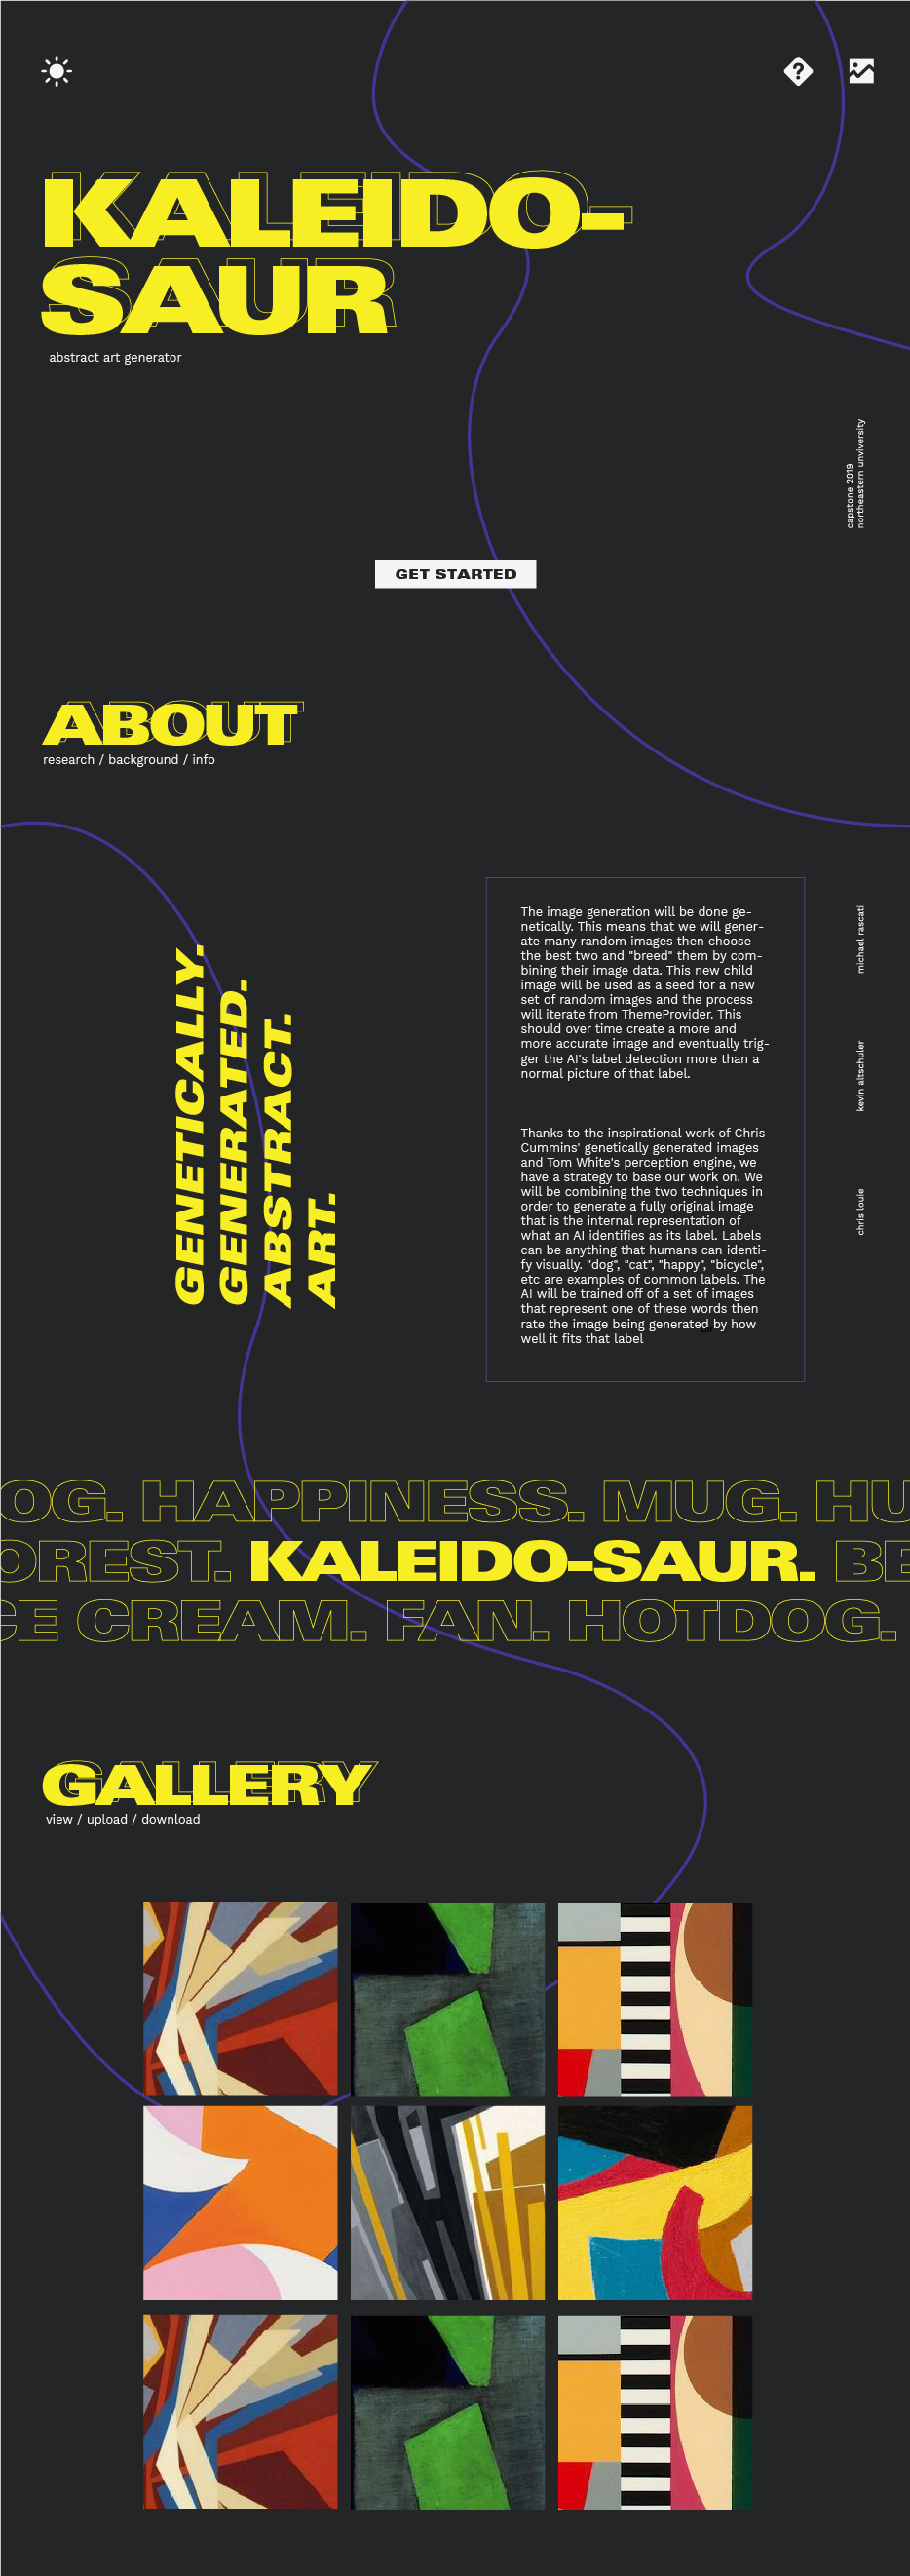 KALEIDO-
SAUR
abstract art generator
capstone 2019
northeastern unviversity
GET STARTED
ABOUT
research / background / info
GENETICALLY.
GENERATED.
ABSTRACT.
ART.
The image generation will be done ge-
netically. This means that we will gener-
ate many random images then choose
the best two and "breed" them by com-
bining their image data. This new child
image will be used as a seed for a new
set of random images and the process
will iterate from ThemeProvider. This
should over time create a more and
more accurate image and eventually trig-
ger the AI's label detection more than a
normal picture of that label.
Thanks to the inspirational work of Chris
Cummins' genetically generated images
and Tom White's perception engine, we
have a strategy to base our work on. We
will be combining the two techniques in
order to generate a fully original image
that is the internal representation of
what an AI identifies as its label. Labels
can be anything that humans can identi-
fy visually. "dog", "cat", "happy", "bicycle",
etc are examples of common labels. The
AI will be trained off of a set of images
that represent one of these words then
rate the image being generated by how
well it fits that label
michael rascati
kevin altschuler
chris louie
OG. HAPPINESS. MUG. HU
OREST. KALEIDO-SAUR. BE
CE CREAM. FAN. HOTDOG.
GALLERY
view / upload / download